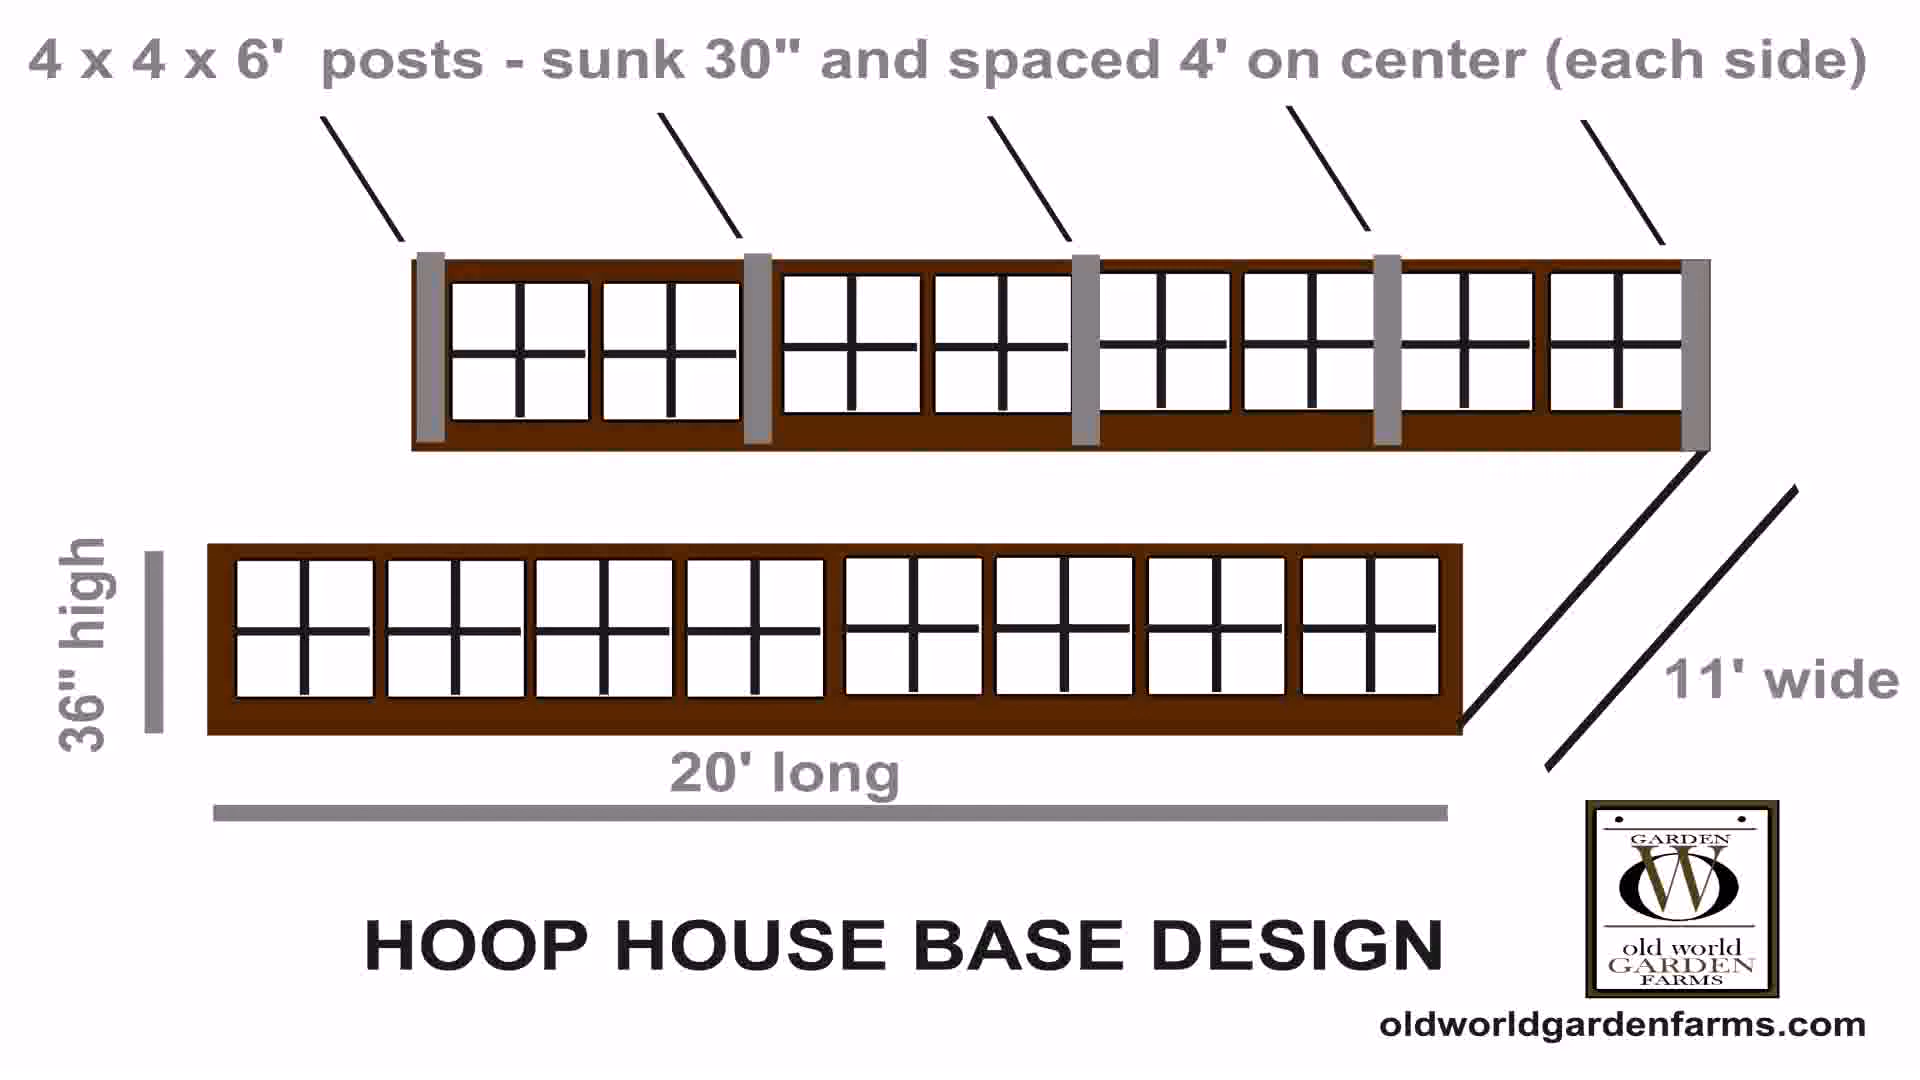 4 x 4 x 6' posts - sunk 30" and spaced 4' on center (each side)
36" high
11' wide
20' long
HOOP HOUSE BASE DESIGN
GARDEN
OW
old world
GARDEN
FARMS
oldworldgardenfarms.com